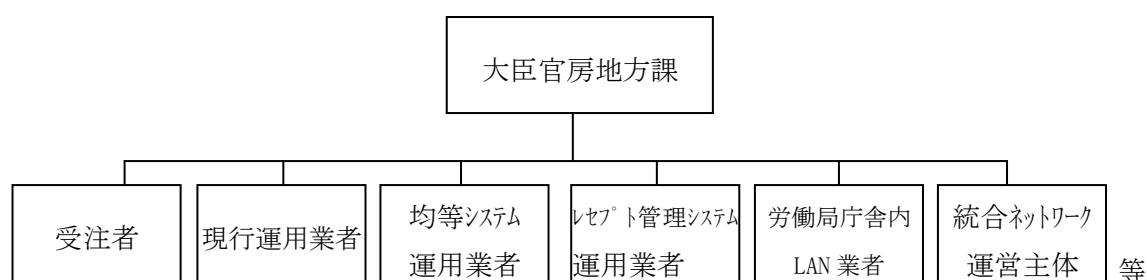 大臣官房地方課
受注者
現行運用業者
均等ｼｽﾃﾑ
運用業者
ﾚｾﾌﾟﾄ管理ｼｽﾃﾑ
運用業者
労働局庁舎内
LAN 業者
統合ﾈｯﾄﾜｰｸ
運営主体
等